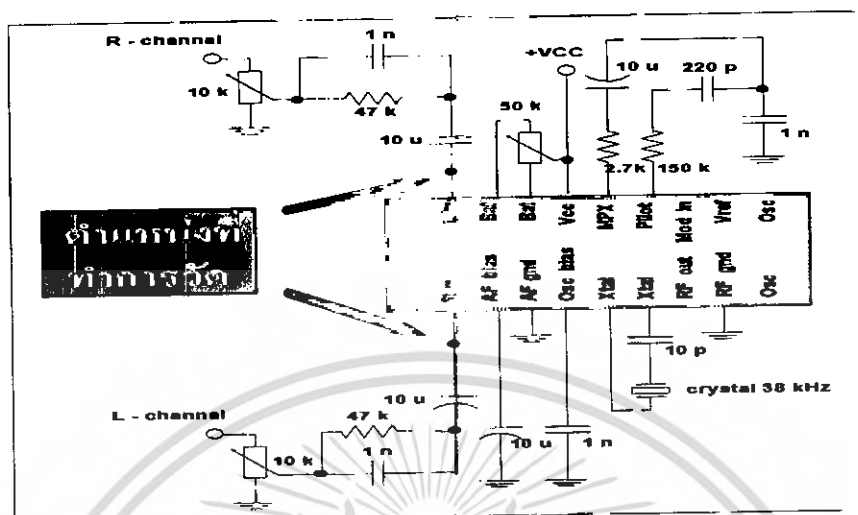 R - channel
1 n
+VCC
10 u
220 p
10 k
47 k
50 k
1 n
10 u
2.7k
150 k
ตำแหน่งที่
ทำการวัด
Bal
Bal
Vcc
MPX
Pilot
Mod in
Vref
Osc
AF bias
AF gnd
Osc bias
Xtal
Xtal
RF out
RF gnd
Osc
10 p
crystal 38 kHz
L - channel
47 k
10 u
10 k
1 n
10 u
1 n